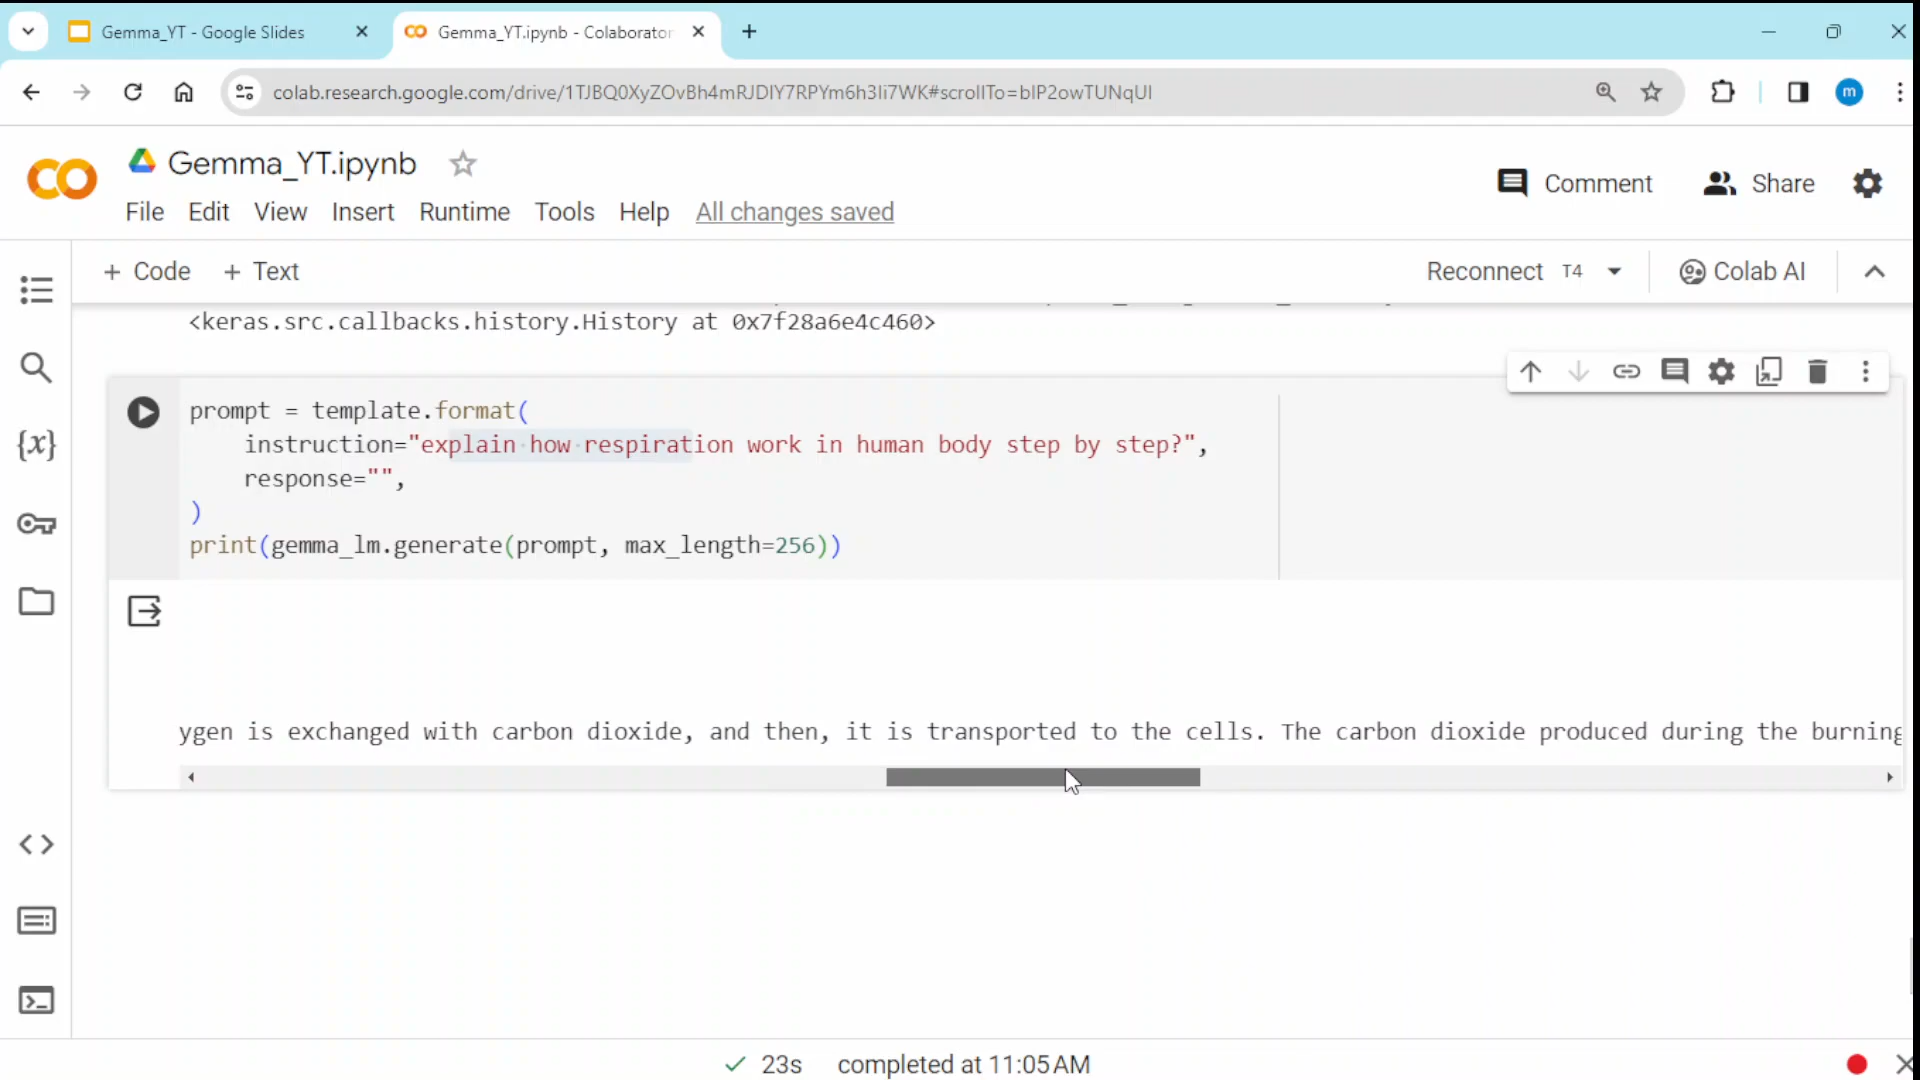 Gemma_YT - Google Slides
Gemma_YT.ipynb - Colaborator
colab.research.google.com/drive/1TJBQ0XyZOvBh4mRJDIY7RPYm6h3Ii7WK#scrollTo=bIP2owTUNqUI
m
Gemma_YT.ipynb
Comment Share
File Edit View Insert Runtime Tools Help All changes saved
+ Code + Text Reconnect T4 Colab AI
<keras.src.callbacks.history.History at 0x7f28a6e4c460>
prompt = template.format(
instruction="explain how respiration work in human body step by step?",
response="",
)
print(gemma_lm.generate(prompt, max_length=256))
ygen is exchanged with carbon dioxide, and then, it is transported to the cells. The carbon dioxide produced during the burning
23s completed at 11:05 AM